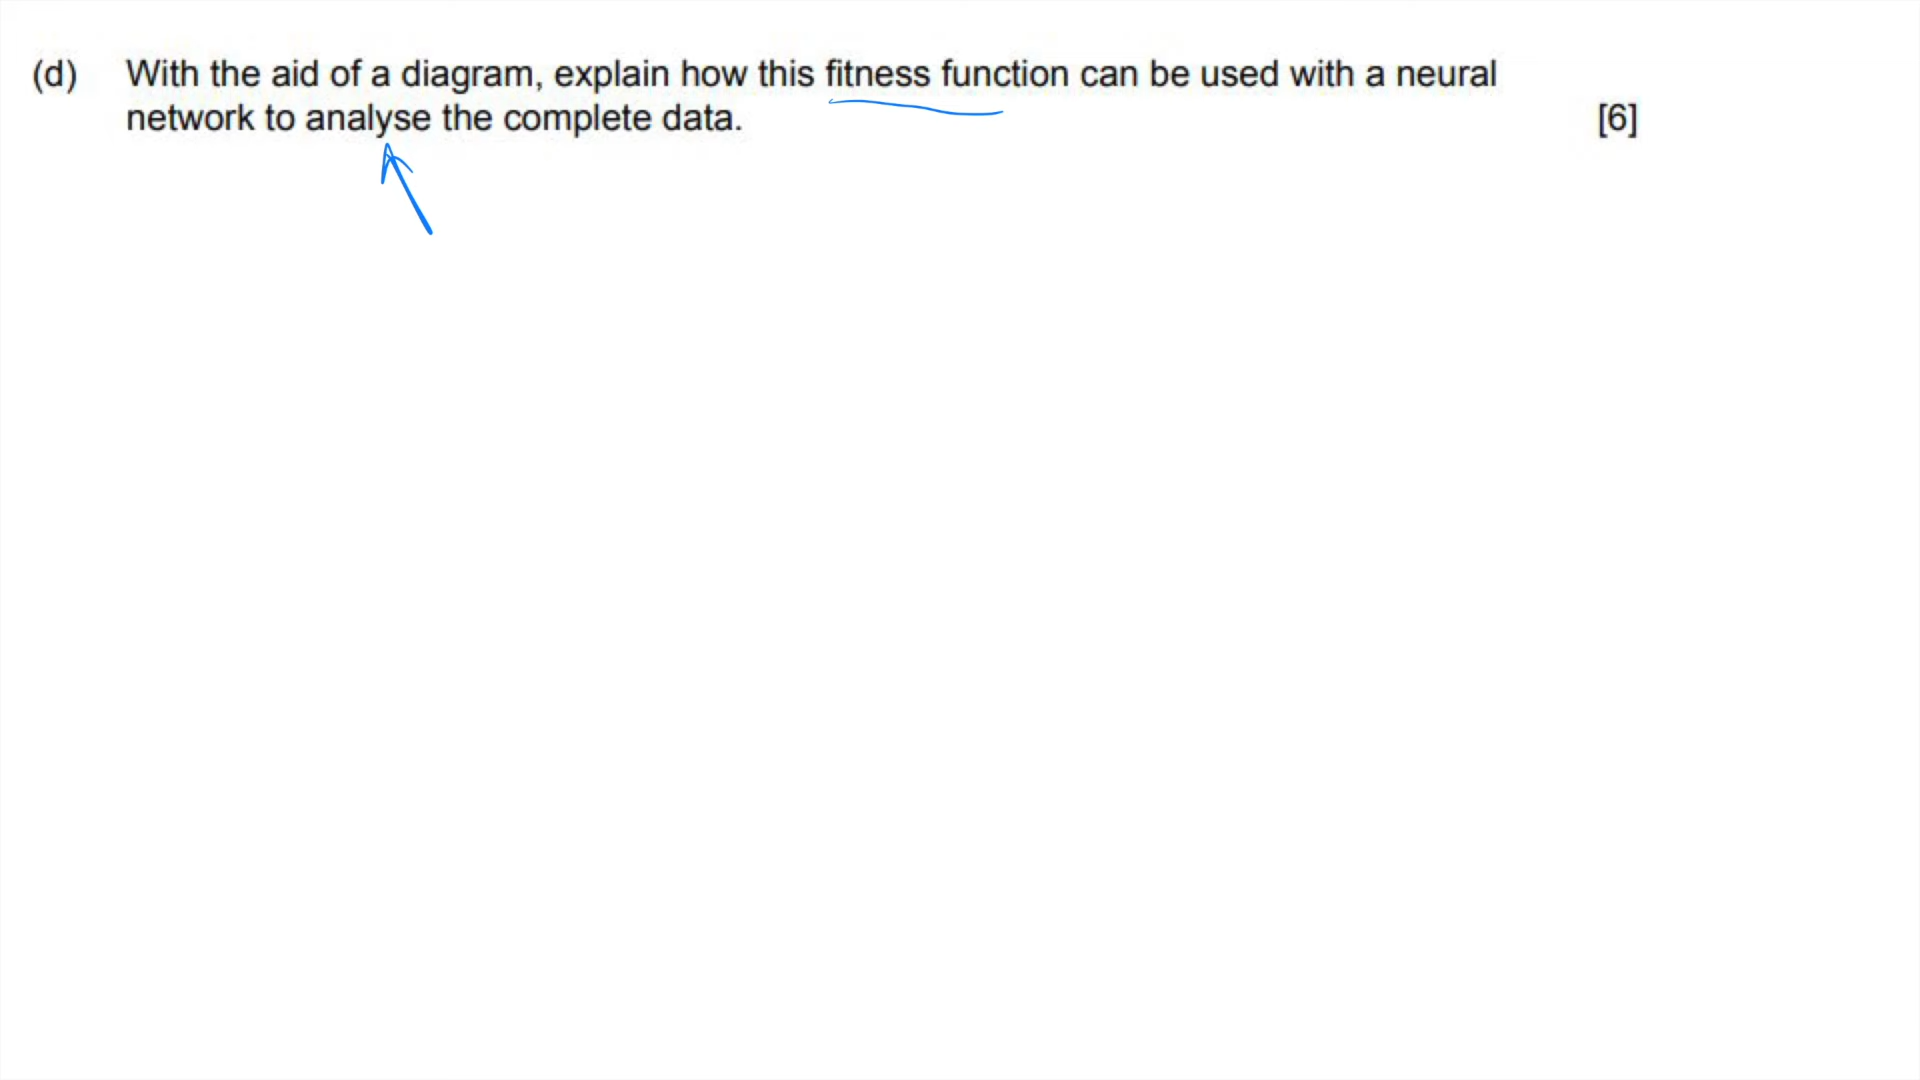 (d) With the aid of a diagram, explain how this fitness function can be used with a neural
network to analyse the complete data. [6]